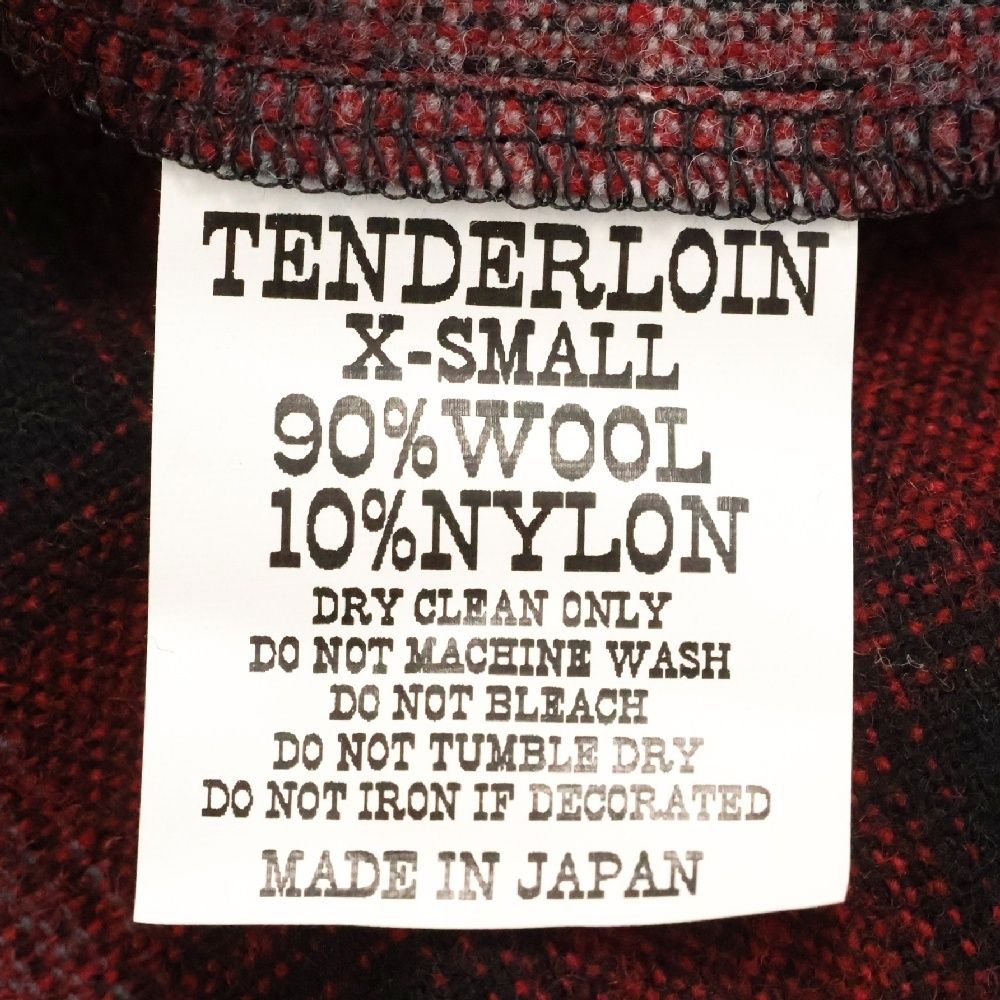 TENDERLOIN
X-SMALL
90%WOOL
10%NYLON
DRY CLEAN ONLY
DO NOT MACHINE WASH
DO NOT BLEACH
DO NOT TUMBLE DRY
DO NOT IRON IF DECORATED
MADE IN JAPAN